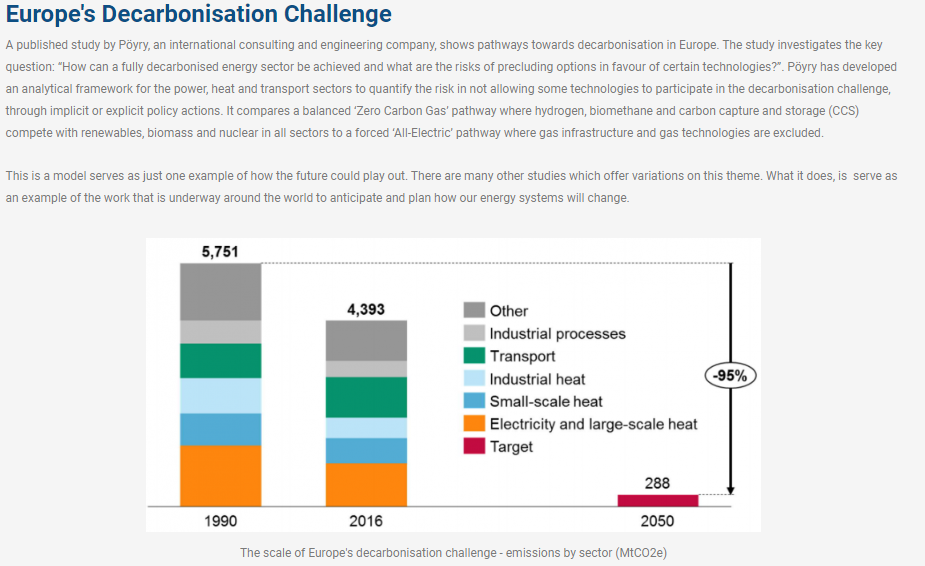 Europe's Decarbonisation Challenge
A published study by Pöyry, an international consulting and engineering company, shows pathways towards decarbonisation in Europe. The study investigates the key
question: "How can a fully decarbonised energy sector be achieved and what are the risks of precluding options in favour of certain technologies?". Pöyry has developed
an analytical framework for the power, heat and transport sectors to quantify the risk in not allowing some technologies to participate in the decarbonisation challenge,
through implicit or explicit policy actions. It compares a balanced 'Zero Carbon Gas' pathway where hydrogen, biomethane and carbon capture and storage (CCS)
compete with renewables, biomass and nuclear in all sectors to a forced 'All-Electric' pathway where gas infrastructure and gas technologies are excluded.
This is a model serves as just one example of how the future could play out. There are many other studies which offer variations on this theme. What it does, is serve as
an example of the work that is underway around the world to anticipate and plan how our energy systems will change.
5,751
4,393
Other
Industrial processes
Transport
Industrial heat
Small-scale heat
Electricity and large-scale heat
Target
-95%
288
1990
2016
2050
The scale of Europe's decarbonisation challenge - emissions by sector (MtCO2e)